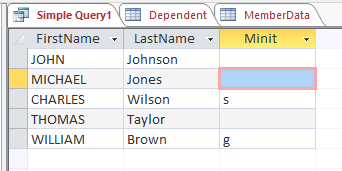 Simple Query1 Dependent MemberData
FirstName LastName Minit
JOHN Johnson
MICHAEL Jones
CHARLES Wilson s
THOMAS Taylor
WILLIAM Brown g